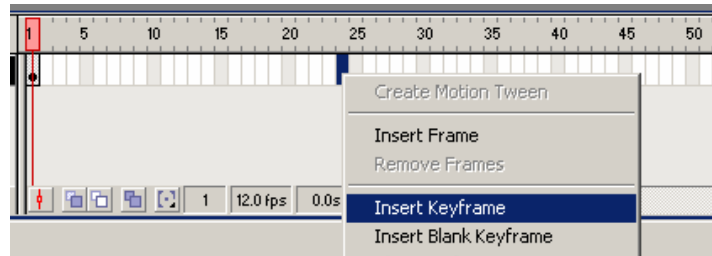 1 5 10 15 20 25 30 35 40 45 50
Create Motion Tween
Insert Frame
Remove Frames
1 12.0 fps 0.0s
Insert Keyframe
Insert Blank Keyframe